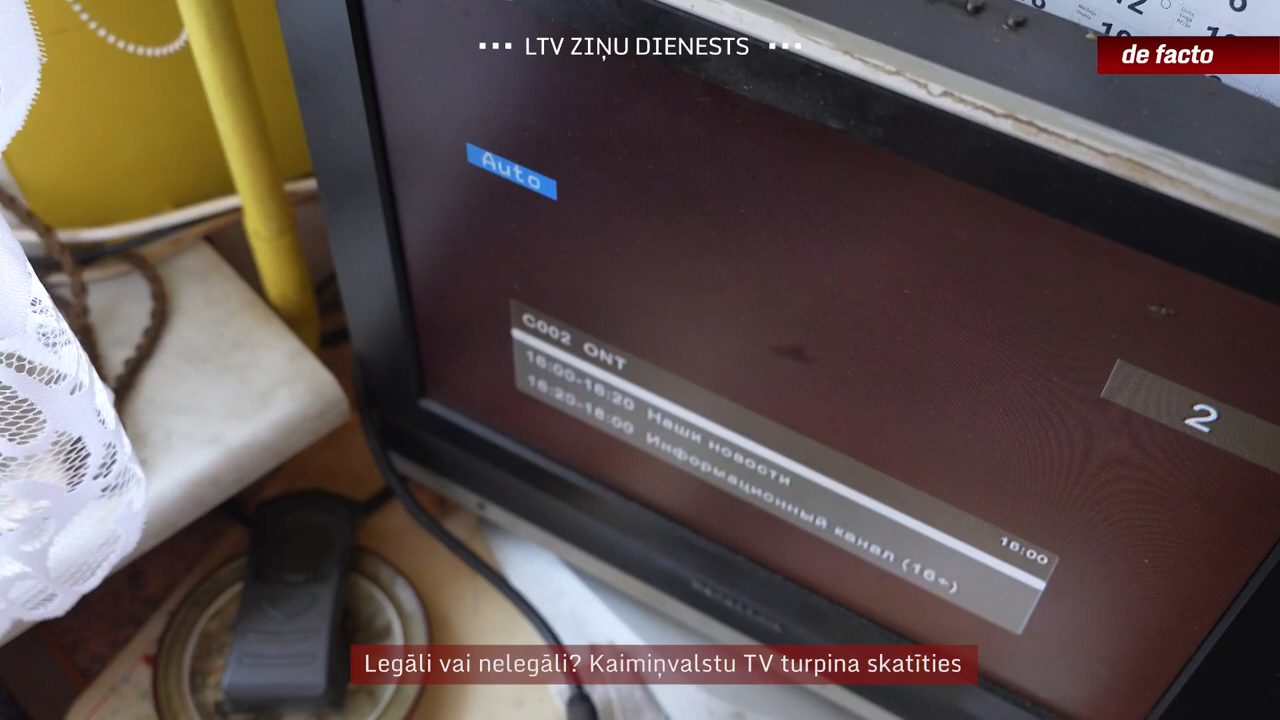 LTV ZIŅU DIENESTS
de facto
Auto
C002 ONT
16:00
16:00-16:20 Наши новости
16:20-18:00 Информационный канал (16+)
2
Legāli vai nelegāli? Kaimiņvalstu TV turpina skatīties